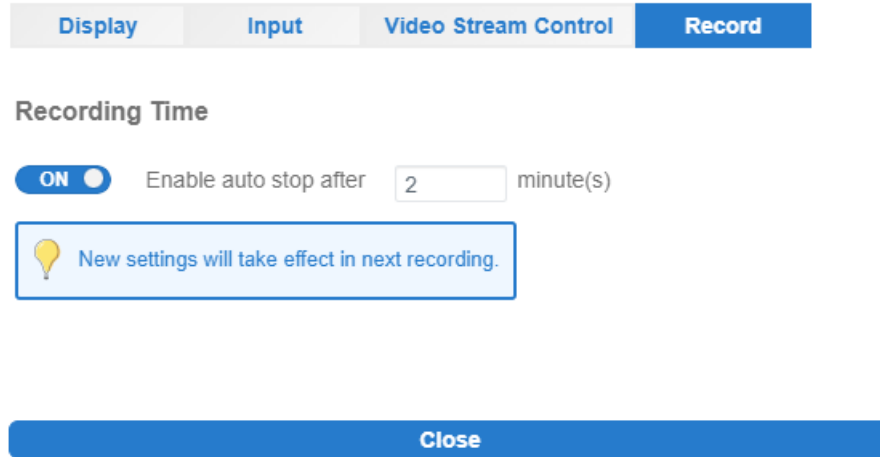 Display Input Video Stream Control Record
Recording Time
ON Enable auto stop after 2 minute(s)
New settings will take effect in next recording.
Close